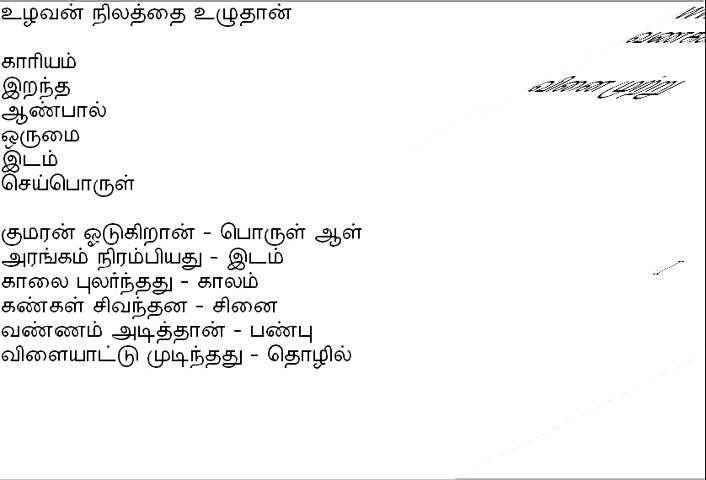 உழவன் நிலத்தை உழுதான்
காரியம்
இறந்த
ஆண்பால்
ஒருமை
இடம்
செய்பொருள்
வினை முற்று
குமரன் ஓடுகிறான் - பொருள் ஆள்
அரங்கம் நிரம்பியது - இடம்
காலை புலர்ந்தது - காலம்
கண்கள் சிவந்தன - சினை
வண்ணம் அடித்தான் - பண்பு
விளையாட்டு முடிந்தது - தொழில்